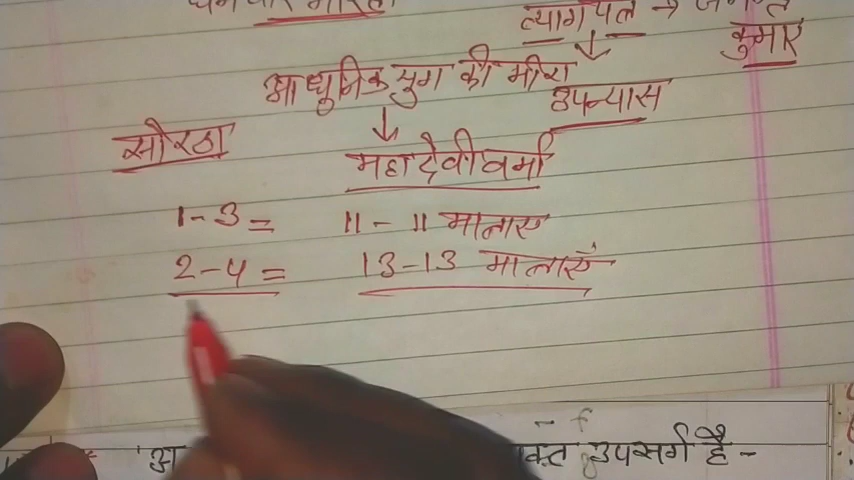 त्यागपत्र →
कुमार
आधुनिक युग की मीरा
↓ उपन्यास
सोरठा
महादेवी वर्मा
1-3= 11-11 मात्राए
2-4= 13-13 मात्राएँ
उपसर्ग है-